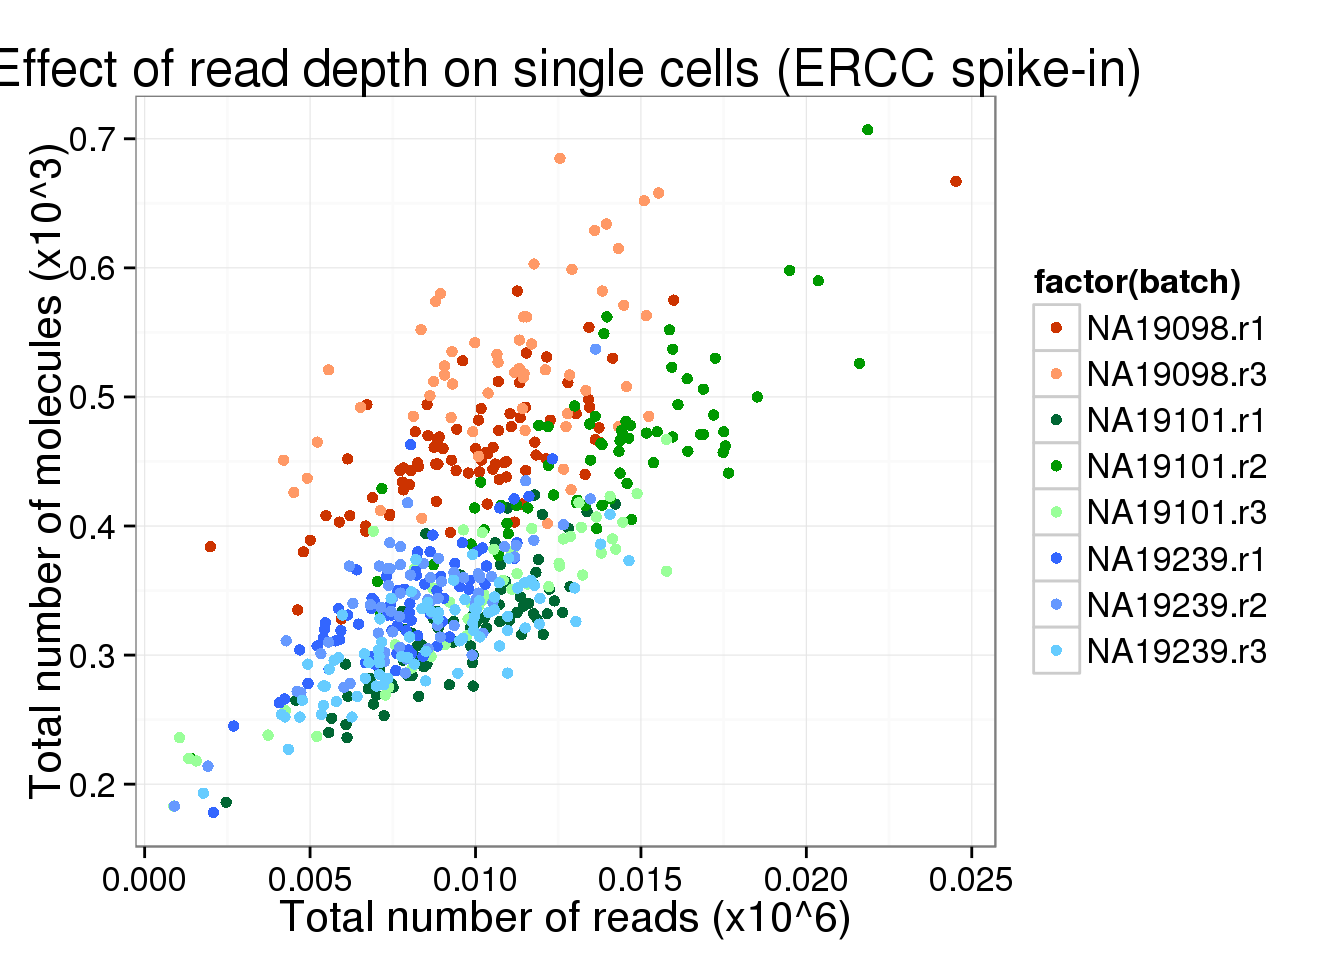 Effect of read depth on single cells (ERCC spike-in)
Total number of molecules (x10^3)
0.7
0.6
0.5
0.4
0.3
0.2
0.000 0.005 0.010 0.015 0.020 0.025
Total number of reads (x10^6)
factor(batch)
NA19098.r1
NA19098.r3
NA19101.r1
NA19101.r2
NA19101.r3
NA19239.r1
NA19239.r2
NA19239.r3